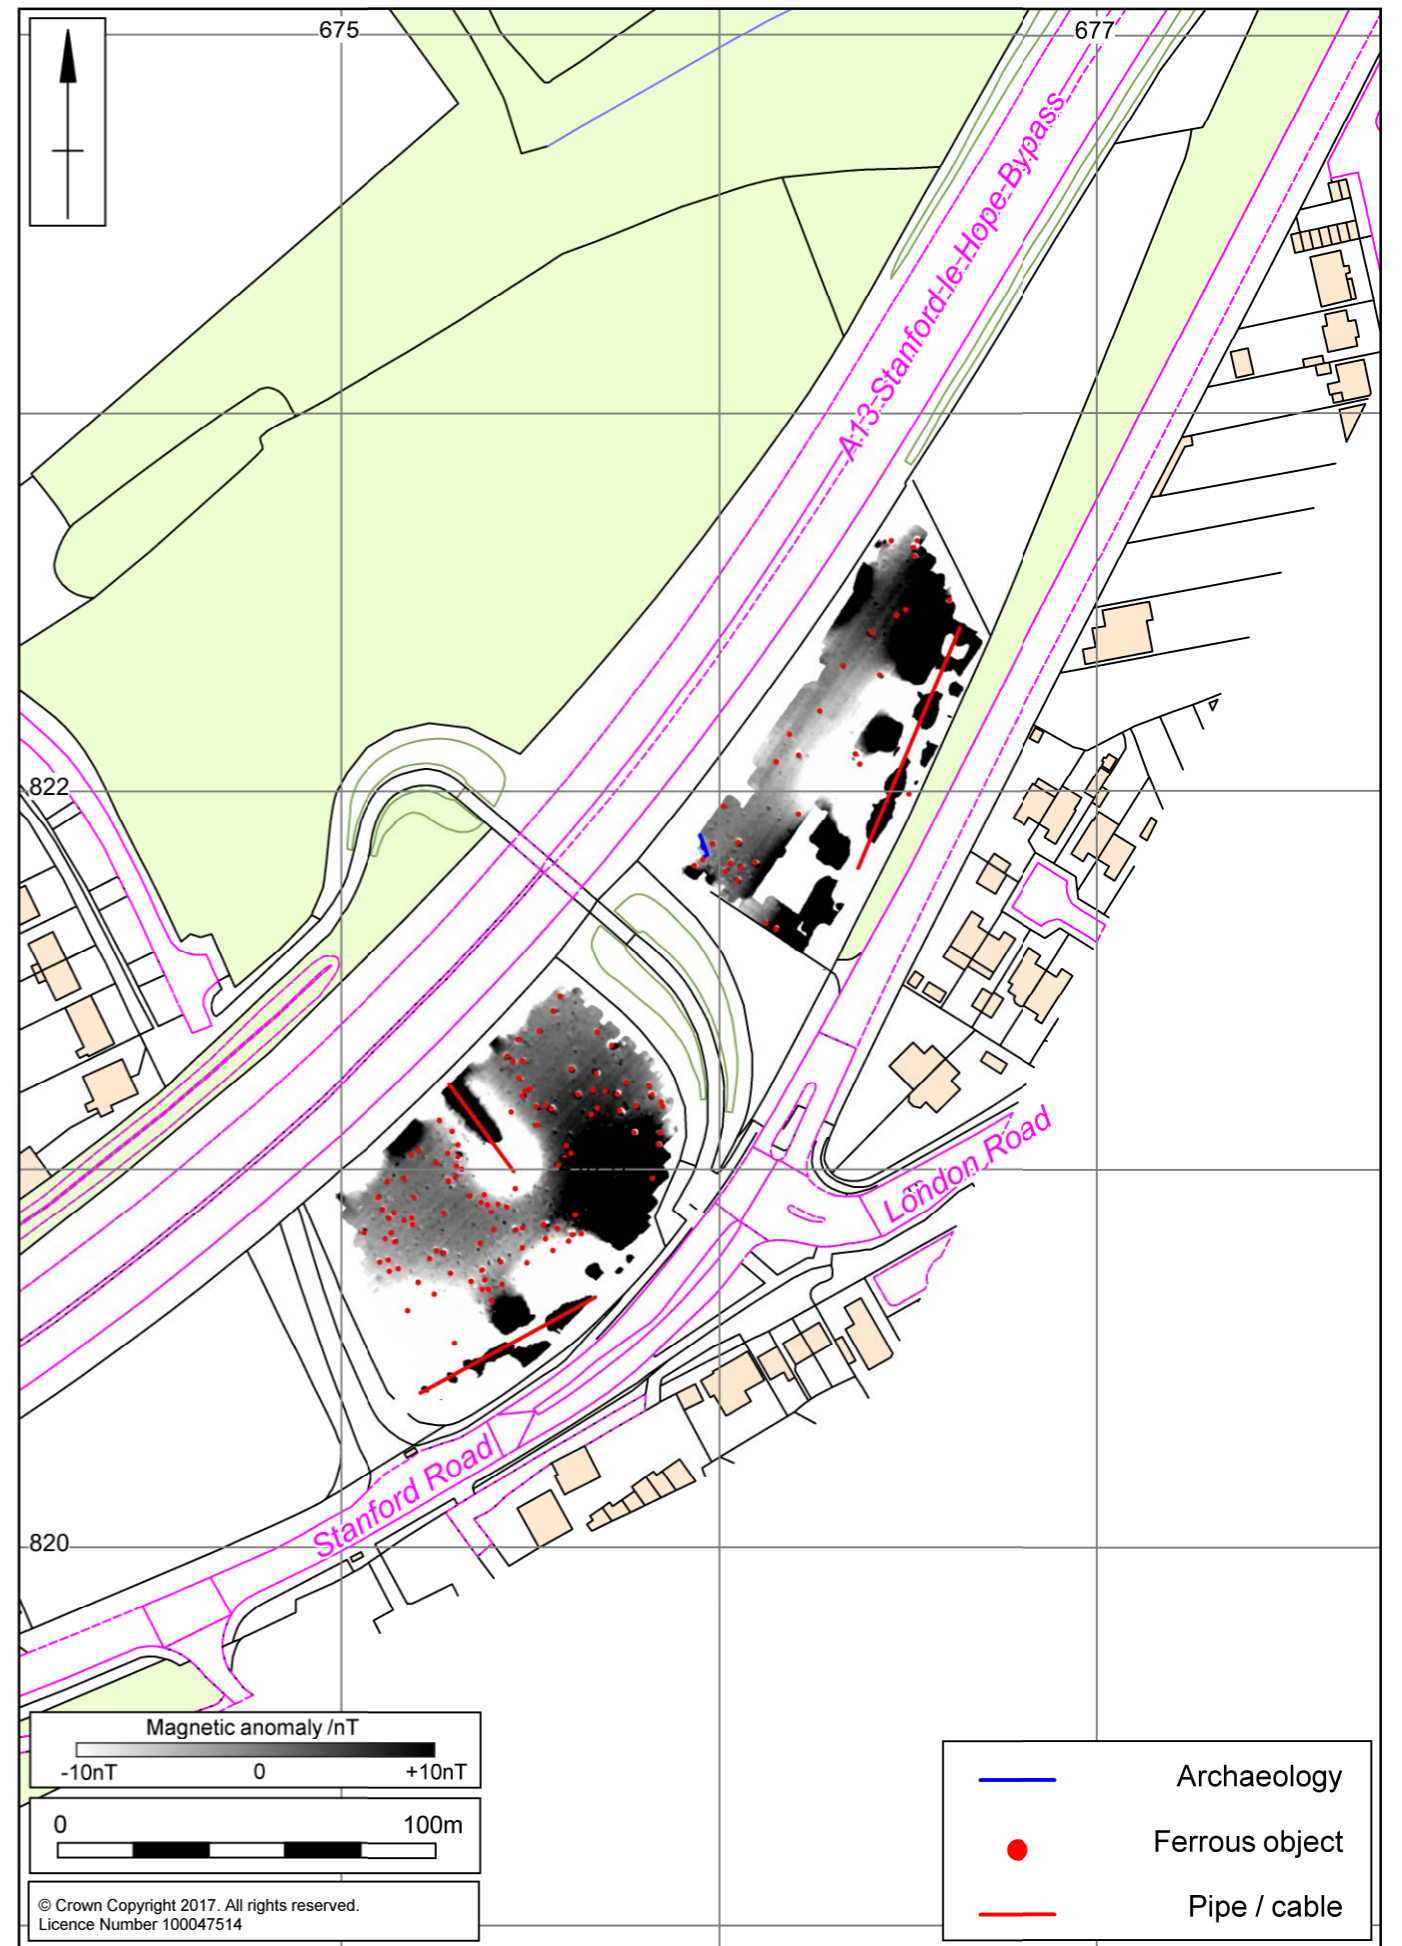 675
677
A13-Stanford-le-Hope-Bypass
822
London Road
Stanford Road
820
Magnetic anomaly /nT
-10nT 0 +10nT
0 100m
© Crown Copyright 2017. All rights reserved.
Licence Number 100047514
Archaeology
Ferrous object
Pipe / cable